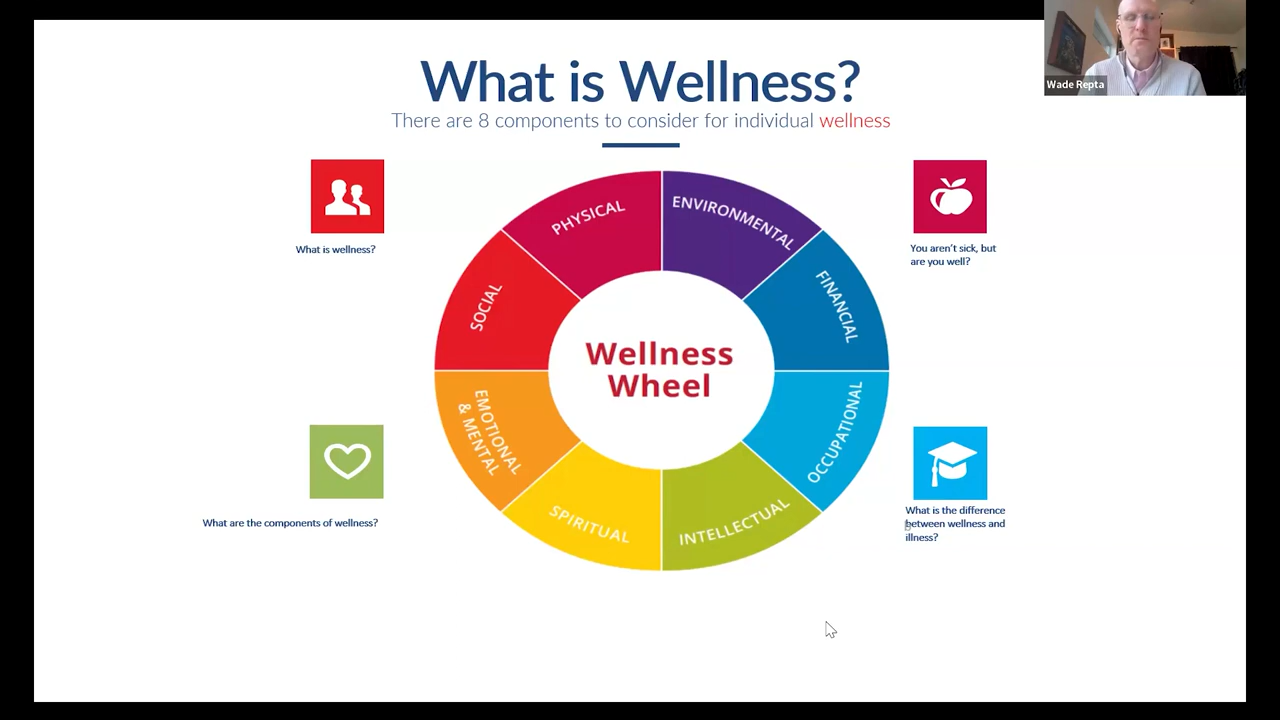 What is Wellness?
There are 8 components to consider for individual wellness
Wade Repta
What is wellness?
You aren't sick, but
are you well?
PHYSICAL
ENVIRONMENTAL
SOCIAL
FINANCIAL
Wellness
Wheel
EMOTIONAL
& MENTAL
OCCUPATIONAL
SPIRITUAL
INTELLECTUAL
What are the components of wellness?
What is the difference
between wellness and
illness?